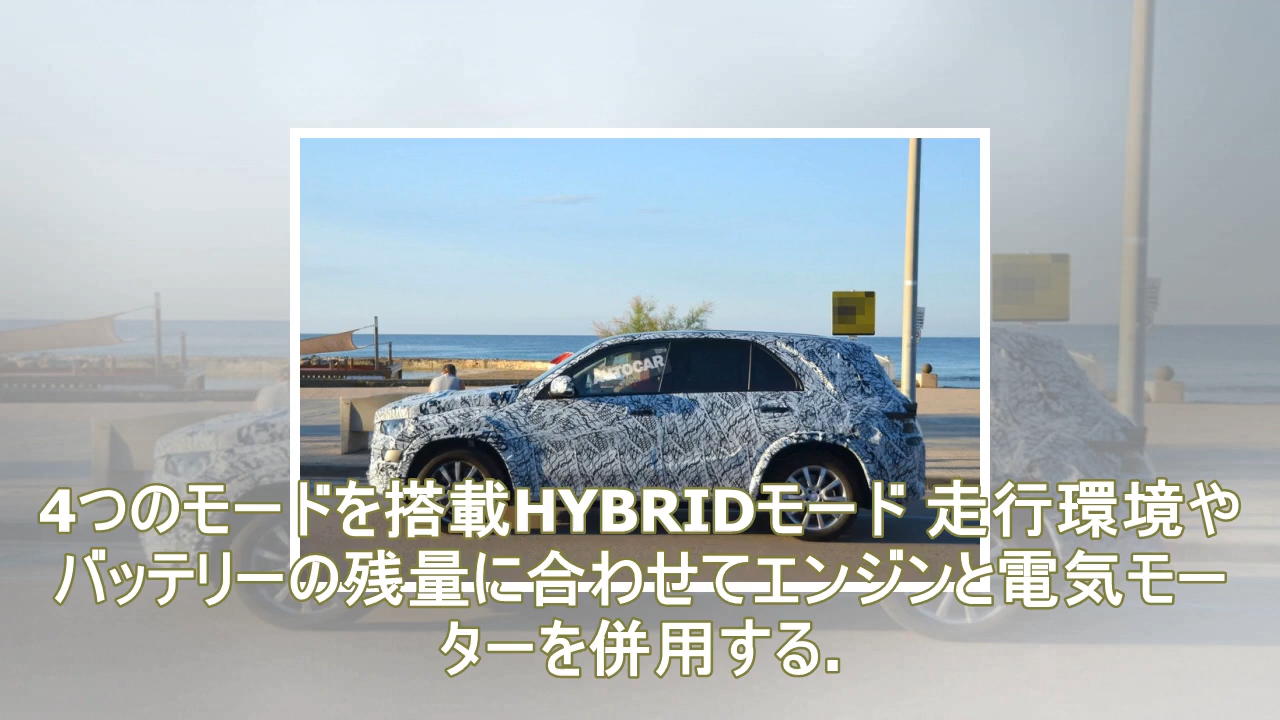 AUTOCAR
4つのモードを搭載HYBRIDモード 走行環境や
バッテリーの残量に合わせてエンジンと電気モー
ターを併用する.